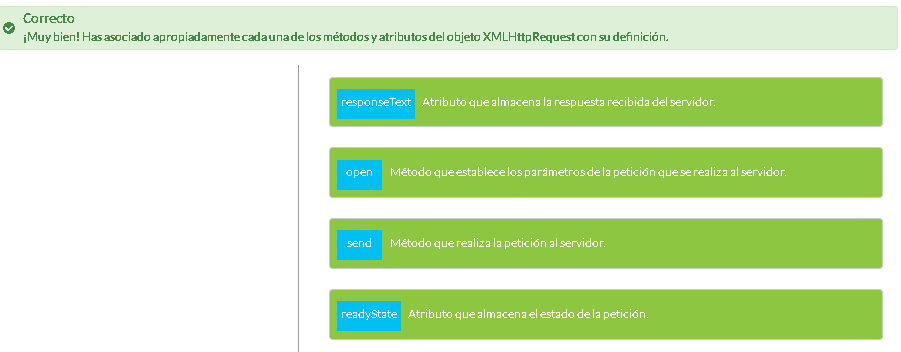 Correcto
¡Muy bien! Has asociado apropiadamente cada una de los métodos y atributos del objeto XMLHttpRequest con su definición.
responseText Atributo que almacena la respuesta recibida del servidor.
open Método que establece los parámetros de la petición que se realiza al servidor.
send Método que realiza la petición al servidor.
readyState Atributo que almacena el estado de la petición.